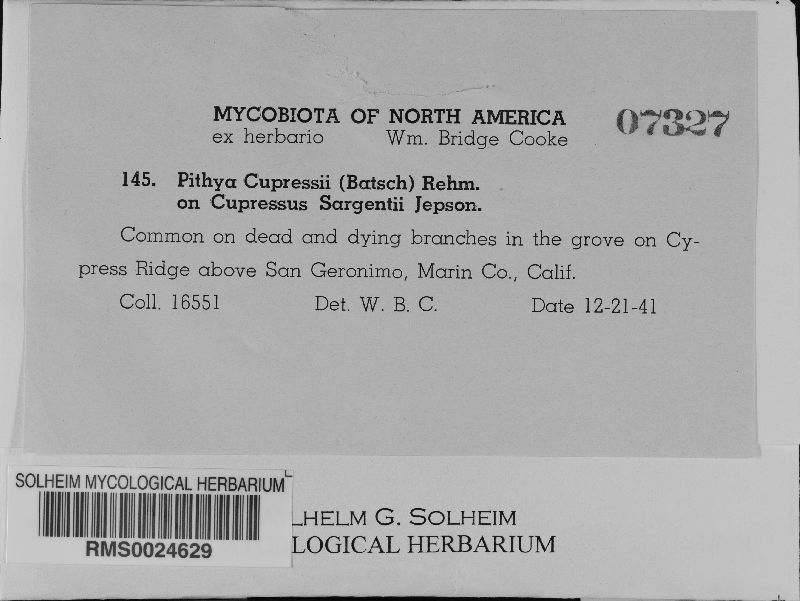 MYCOBIOTA OF NORTH AMERICA
07327
ex herbario Wm. Bridge Cooke
145. Pithya Cupressii (Batsch) Rehm.
on Cupressus Sargentii Jepson.
Common on dead and dying branches in the grove on Cy-
press Ridge above San Geronimo, Marin Co., Calif.
Coll. 16551 Det. W. B. C. Date 12-21-41
SOLHEIM MYCOLOGICAL HERBARIUM
RMS0024629
LHELM G. SOLHEIM
LOGICAL HERBARIUM